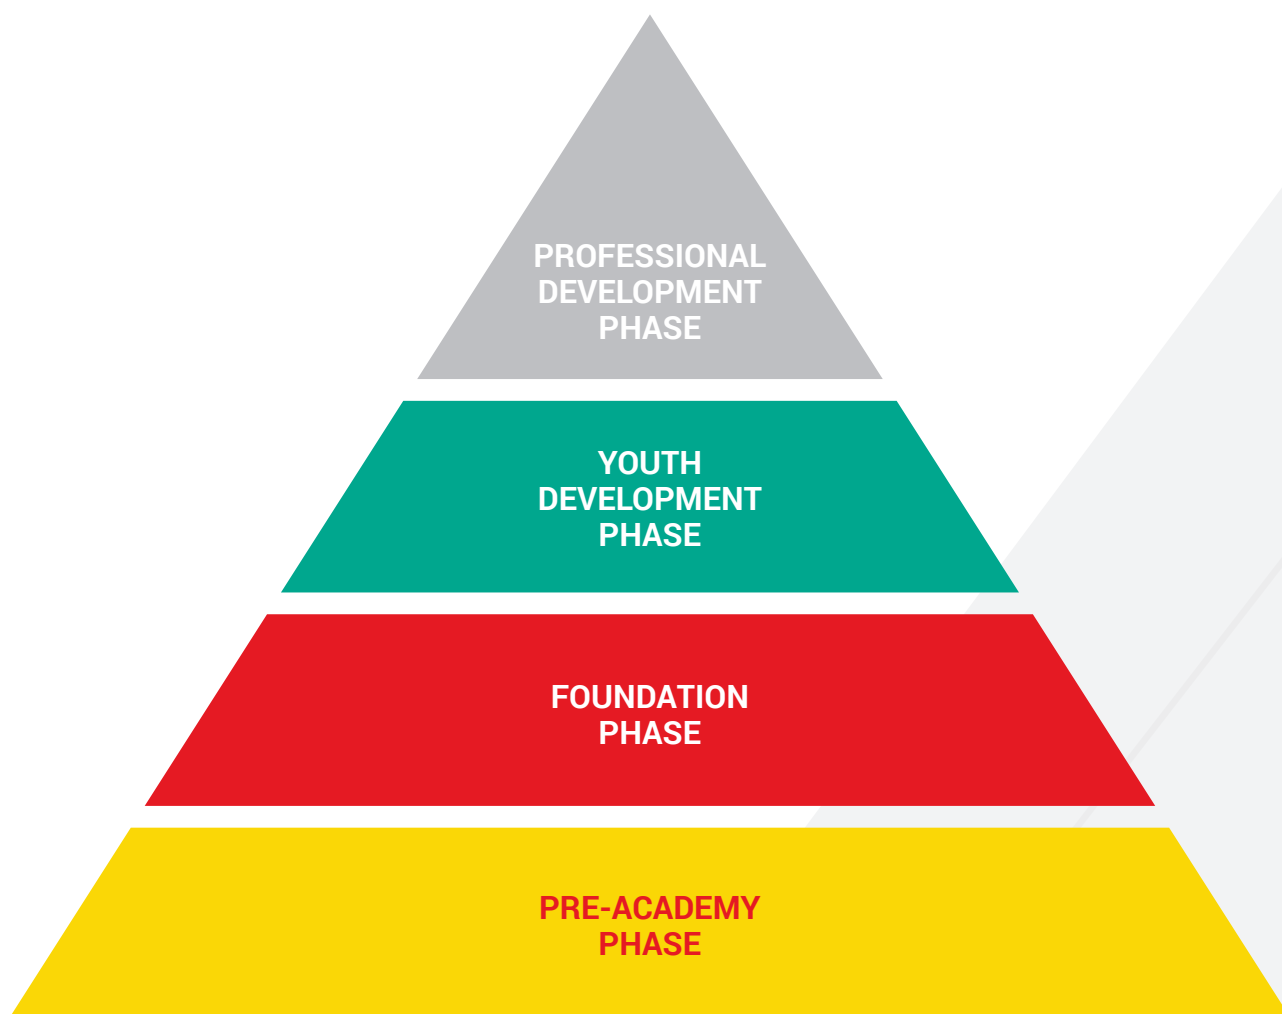 PROFESSIONAL
DEVELOPMENT
PHASE
YOUTH
DEVELOPMENT
PHASE
FOUNDATION
PHASE
PRE-ACADEMY
PHASE